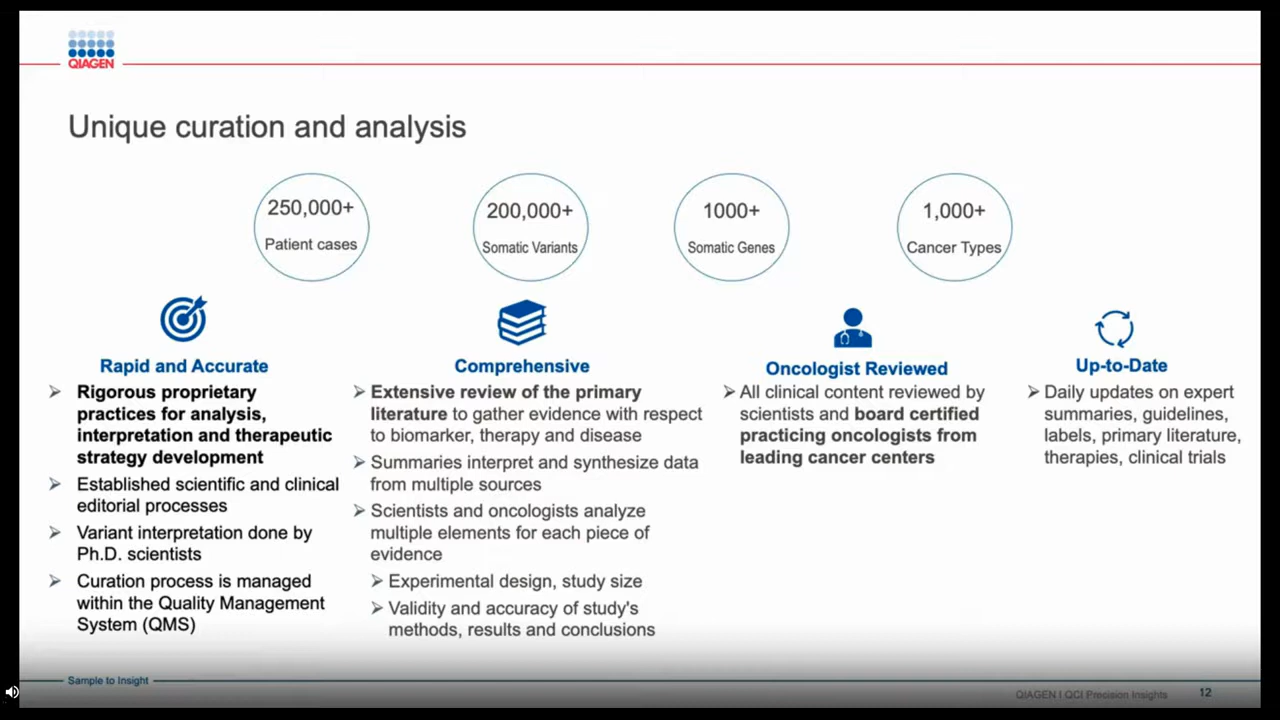 QIAGEN
Unique curation and analysis
250,000+
Patient cases
200,000+
Somatic Variants
1000+
Somatic Genes
1,000+
Cancer Types
Rapid and Accurate
Rigorous proprietary
practices for analysis,
interpretation and therapeutic
strategy development
Established scientific and clinical
editorial processes
Variant interpretation done by
Ph.D. scientists
Curation process is managed
within the Quality Management
System (QMS)
Comprehensive
Extensive review of the primary
literature to gather evidence with respect
to biomarker, therapy and disease
Summaries interpret and synthesize data
from multiple sources
Scientists and oncologists analyze
multiple elements for each piece of
evidence
Experimental design, study size
Validity and accuracy of study's
methods, results and conclusions
Oncologist Reviewed
All clinical content reviewed by
scientists and board certified
practicing oncologists from
leading cancer centers
Up-to-Date
Daily updates on expert
summaries, guidelines,
labels, primary literature,
therapies, clinical trials
Sample to Insight
QIAGEN | QCI Precision Insights
12